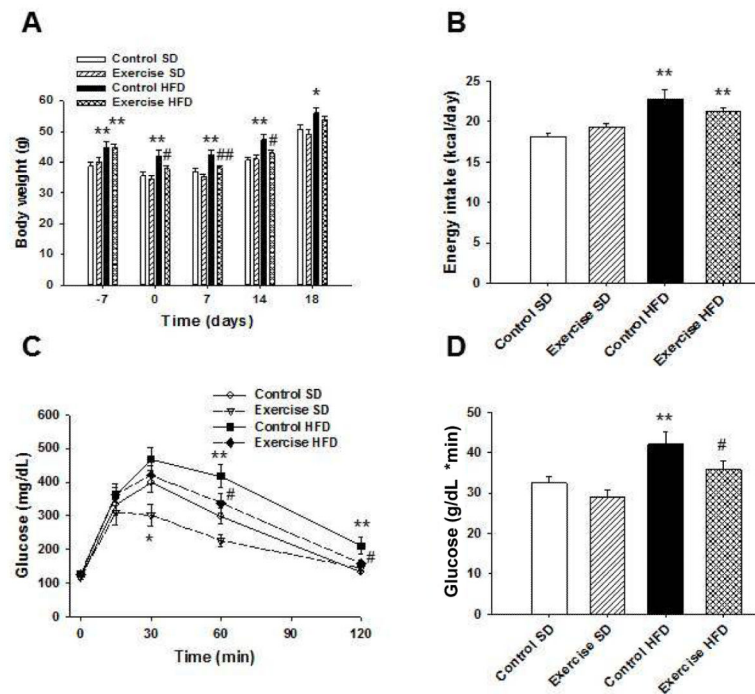 A
Control SD
Exercise SD
Control HFD
Exercise HFD
Body weight (g)
60
50
40
30
20
10
0
** ** ** # ** ## ** # *
-7 0 7 14 18
Time (days)
B
Energy intake (kcal/day)
25
20
15
10
5
0
** **
Control SD
Exercise SD
Control HFD
Exercise HFD
C
Control SD
Exercise SD
Control HFD
Exercise HFD
Glucose (mg/dL)
600
500
400
300
200
100
0
* ** # ** #
0 30 60 90 120
Time (min)
D
Glucose (g/dL *min)
50
40
30
20
10
0
** #
Control SD
Exercise SD
Control HFD
Exercise HFD